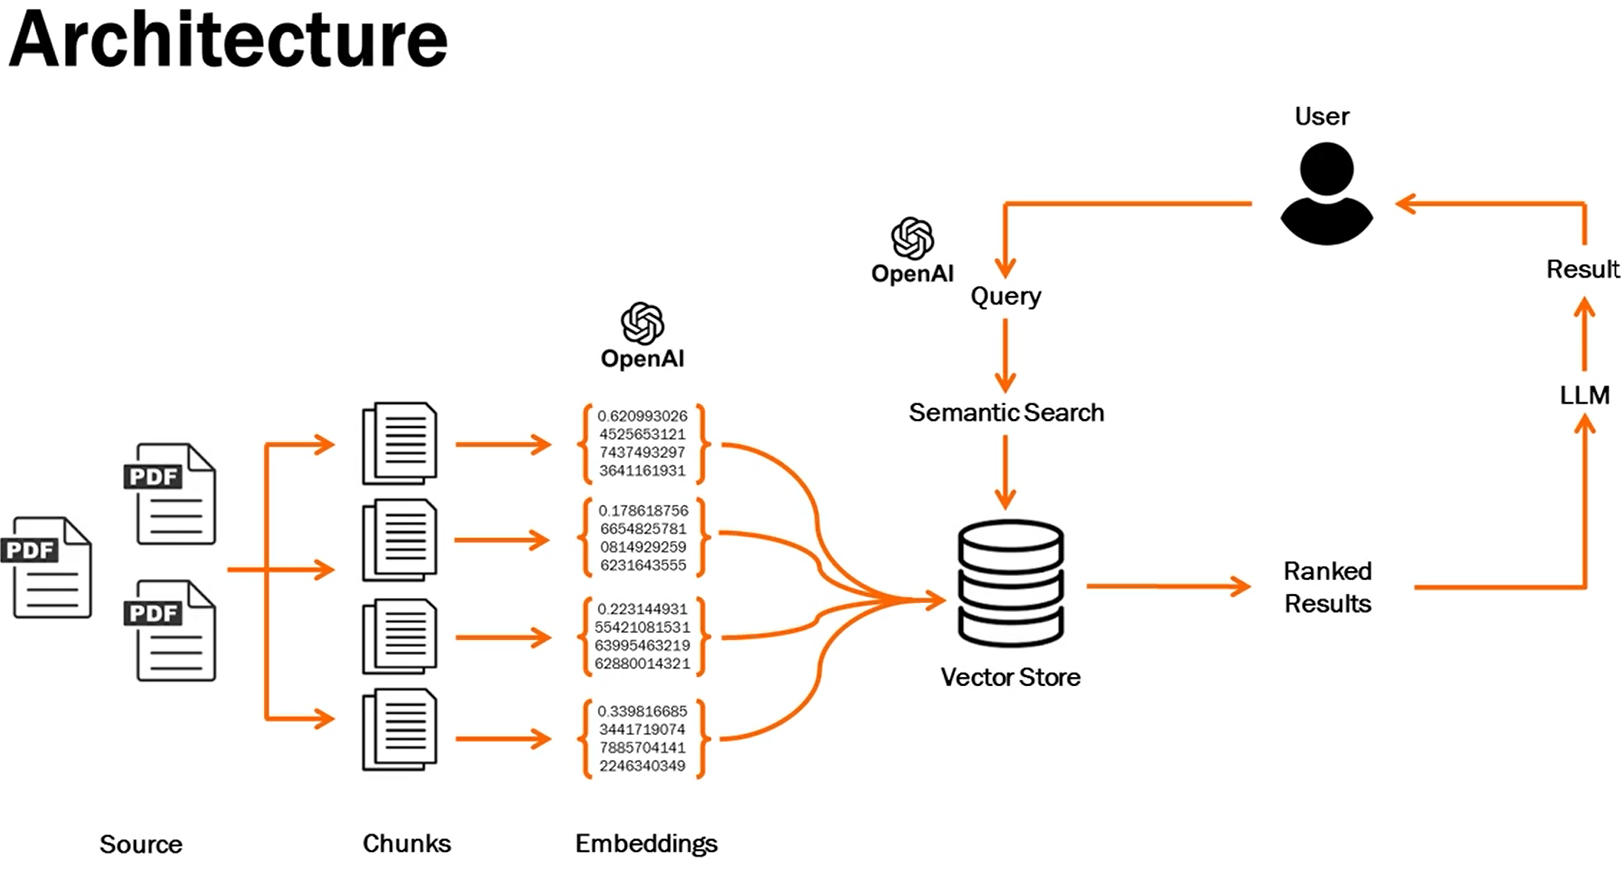 Architecture
User
OpenAI
Query
Result
OpenAI
LLM
Semantic Search
0.620993026
4525653121
7437493297
3641161931
PDF
PDF
PDF
0.178618756
6654825781
0814929259
6231643555
0.223144931
55421081531
63995463219
62880014321
0.339816685
3441719074
7885704141
2246340349
Vector Store
Ranked
Results
Source
Chunks
Embeddings